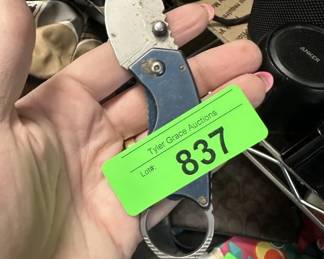 ANKER
Tyler Grace Auctions
Lot#:
837